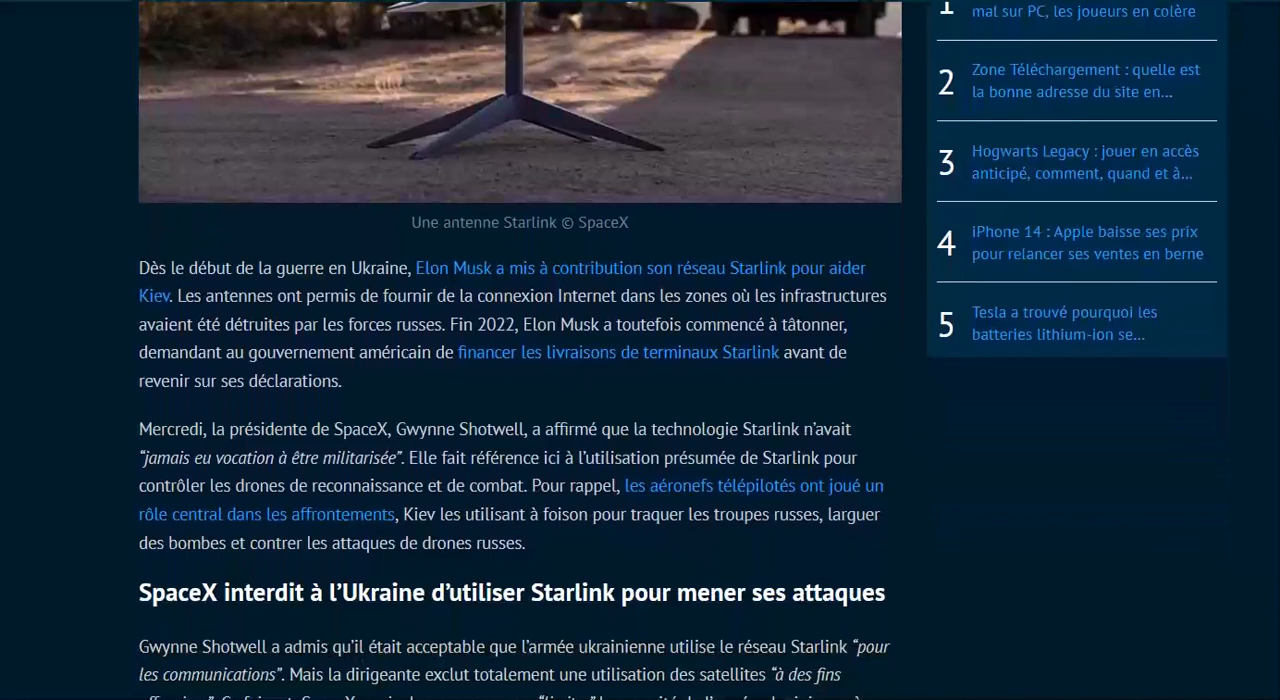 Une antenne Starlink © SpaceX
Dès le début de la guerre en Ukraine, Elon Musk a mis à contribution son réseau Starlink pour aider
Kiev. Les antennes ont permis de fournir de la connexion Internet dans les zones où les infrastructures
avaient été détruites par les forces russes. Fin 2022, Elon Musk a toutefois commencé à tâtonner,
demandant au gouvernement américain de financer les livraisons de terminaux Starlink avant de
revenir sur ses déclarations.
Mercredi, la présidente de SpaceX, Gwynne Shotwell, a affirmé que la technologie Starlink n’avait
“jamais eu vocation à être militarisée”. Elle fait référence ici à l’utilisation présumée de Starlink pour
contrôler les drones de reconnaissance et de combat. Pour rappel, les aéronefs télépilotés ont joué un
rôle central dans les affrontements, Kiev les utilisant à foison pour traquer les troupes russes, larguer
des bombes et contrer les attaques de drones russes.
SpaceX interdit à l’Ukraine d’utiliser Starlink pour mener ses attaques
Gwynne Shotwell a admis qu’il était acceptable que l’armée ukrainienne utilise le réseau Starlink “pour
les communications”. Mais la dirigeante exclut totalement une utilisation des satellites “à des fins
1
mal sur PC, les joueurs en colère
2
Zone Téléchargement : quelle est
la bonne adresse du site en...
3
Hogwarts Legacy : jouer en accès
anticipé, comment, quand et à...
4
iPhone 14 : Apple baisse ses prix
pour relancer ses ventes en berne
5
Tesla a trouvé pourquoi les
batteries lithium-ion se...